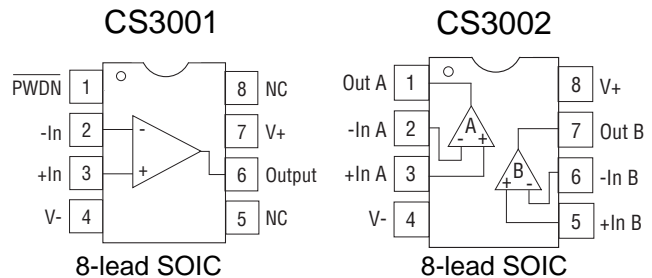 CS3001
CS3002
PWDN 1 8 NC
-In 2 - 7 V+
+In 3 + 6 Output
V- 4 5 NC
8-lead SOIC
Out A 1 8 V+
-In A 2 A - + 7 Out B
+In A 3 B + - 6 -In B
V- 4 5 +In B
8-lead SOIC